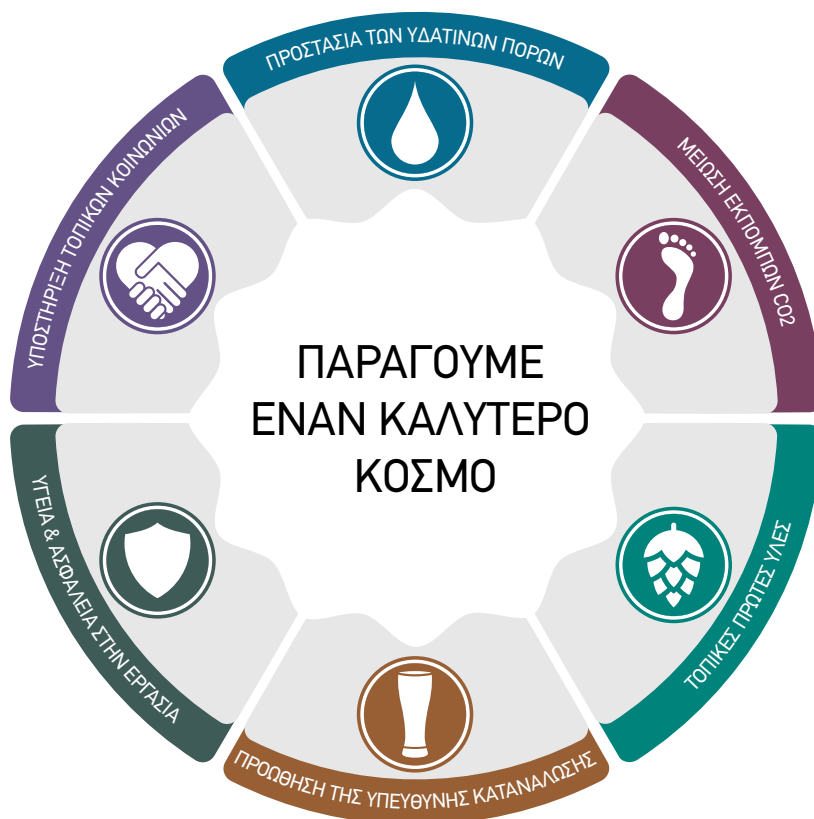 ΠΡΟΣΤΑΣΙΑ ΤΩΝ ΥΔΑΤΙΝΩΝ ΠΟΡΩΝ
ΜΕΙΩΣΗ ΕΚΠΟΜΠΩΝ CO2
ΤΟΠΙΚΕΣ ΠΡΩΤΕΣ ΥΛΕΣ
ΠΡΟΩΘΗΣΗ ΤΗΣ ΥΠΕΥΘΥΝΗΣ ΚΑΤΑΝΑΛΩΣΗΣ
ΥΓΕΙΑ & ΑΣΦΑΛΕΙΑ ΣΤΗΝ ΕΡΓΑΣΙΑ
ΥΠΟΣΤΗΡΙΞΗ ΤΟΠΙΚΩΝ ΚΟΙΝΩΝΙΩΝ
ΠΑΡΑΓΟΥΜΕ
ΕΝΑΝ ΚΑΛΥΤΕΡΟ
ΚΟΣΜΟ